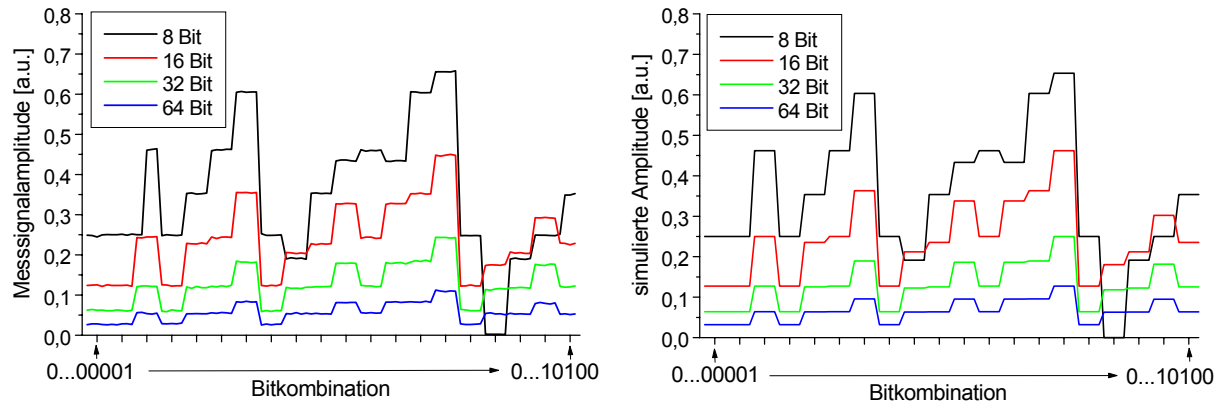 0,8
0,7
0,6
0,5
0,4
0,3
0,2
0,1
0,0
Messsignalamplitude [a.u.]
8 Bit
16 Bit
32 Bit
64 Bit
0...00001
0...10100
Bitkombination
0,8
0,7
0,6
0,5
0,4
0,3
0,2
0,1
0,0
simulierte Amplitude [a.u.]
8 Bit
16 Bit
32 Bit
64 Bit
0...00001
0...10100
Bitkombination